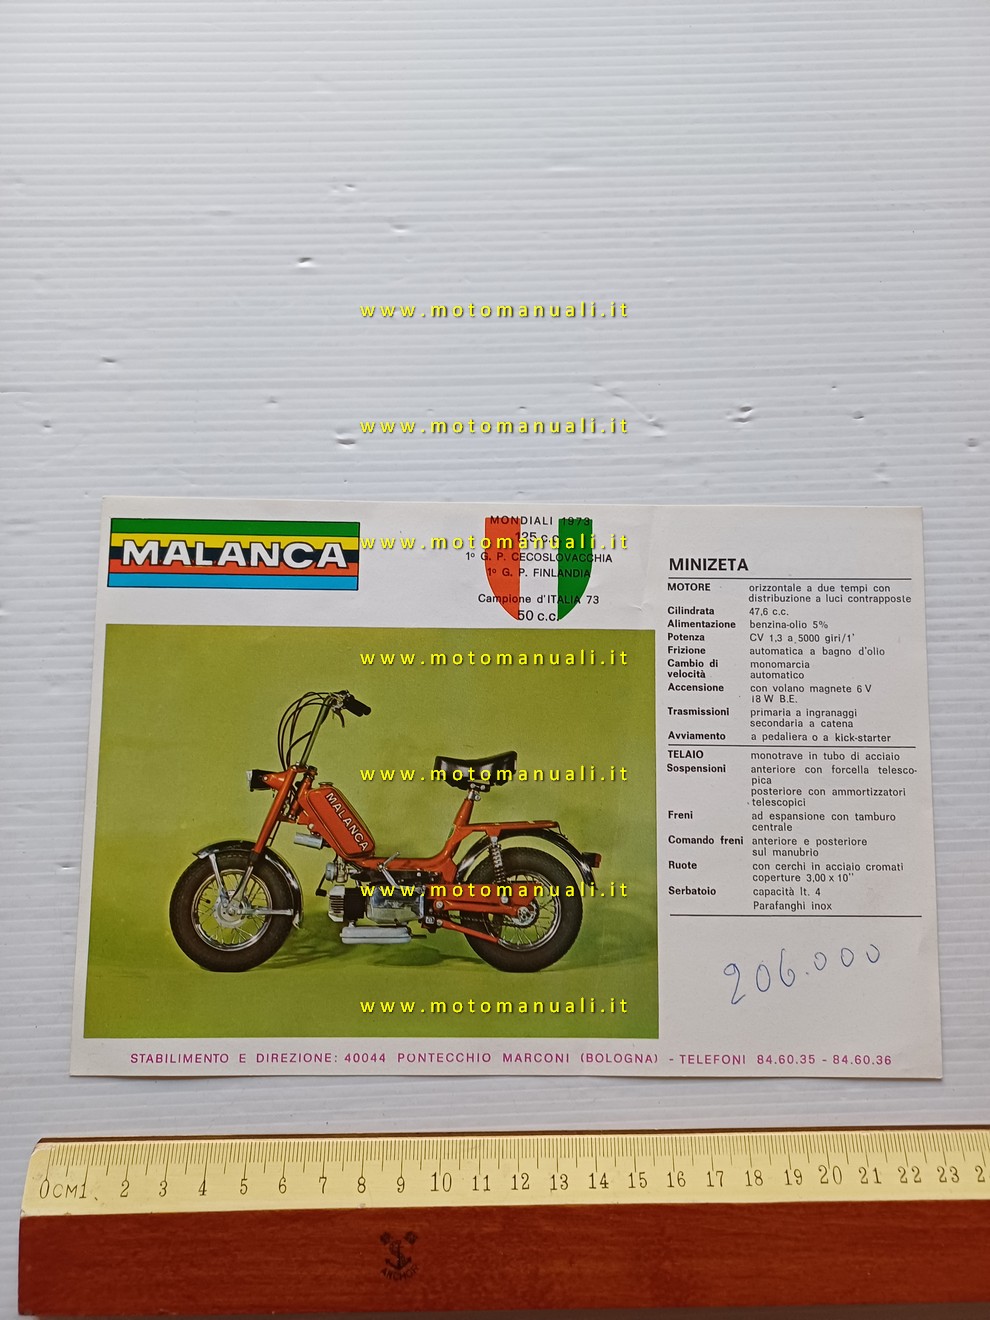 www.motomanuali.it
www.motomanuali.it
MALANCA
MONDIALI 1973
125 c.c.
www.motomanuali.it
1º G. P. CECOSLOVACCHIA
1º G. P. FINLANDIA
Campione d'ITALIA 73
50 c.c.
www.motomanuali.it
www.motomanuali.it
MALANCA
www.motomanuali.it
www.motomanuali.it
MINIZETA
MOTORE orizzontale a due tempi con
distribuzione a luci contrapposte
Cilindrata 47,6 c.c.
Alimentazione benzina-olio 5%
Potenza CV 1,3 a 5000 giri/1'
Frizione automatica a bagno d'olio
Cambio di monomarcia
velocità automatico
Accensione con volano magnete 6 V
18 W B.E.
Trasmissioni primaria a ingranaggi
secondaria a catena
Avviamento a pedaliera o a kick-starter
TELAIO monotrave in tubo di acciaio
Sospensioni anteriore con forcella telesco-
pica
posteriore con ammortizzatori
telescopici
Freni ad espansione con tamburo
centrale
Comando freni anteriore e posteriore
sul manubrio
Ruote con cerchi in acciaio cromati
coperture 3,00 x 10''
Serbatoio capacità lt. 4
Parafanghi inox
206.000
STABILIMENTO E DIREZIONE: 40044 PONTECCHIO MARCONI (BOLOGNA) - TELEFONI 84.60.35 - 84.60.36
0CM1 2 3 4 5 6 7 8 9 10 11 12 13 14 15 16 17 18 19 20 21 22 23 2
ANCHOR